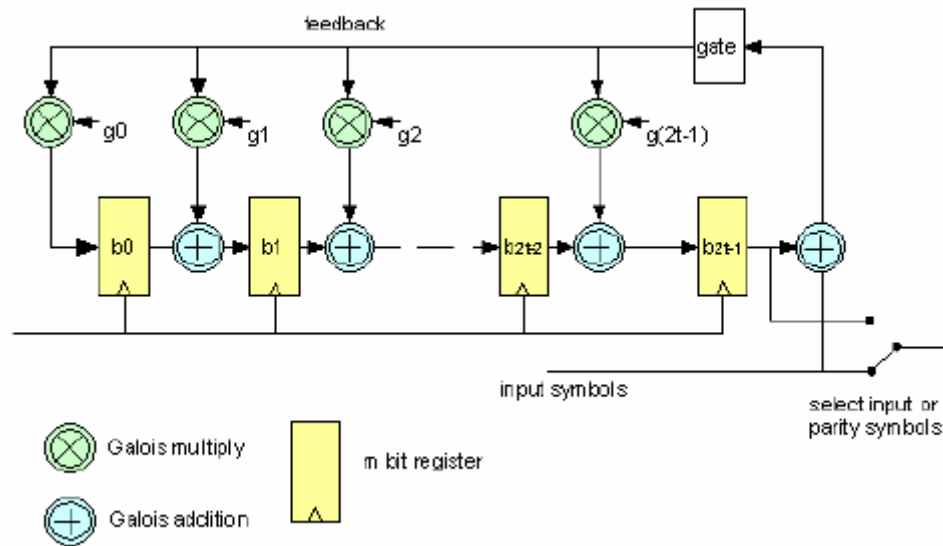 feedback
gate
g0
g1
g2
g(2t-1)
b0
b1
b2t-2
b2t-1
input symbols
select input or
parity symbols
Galois multiply
m bit register
Galois addition